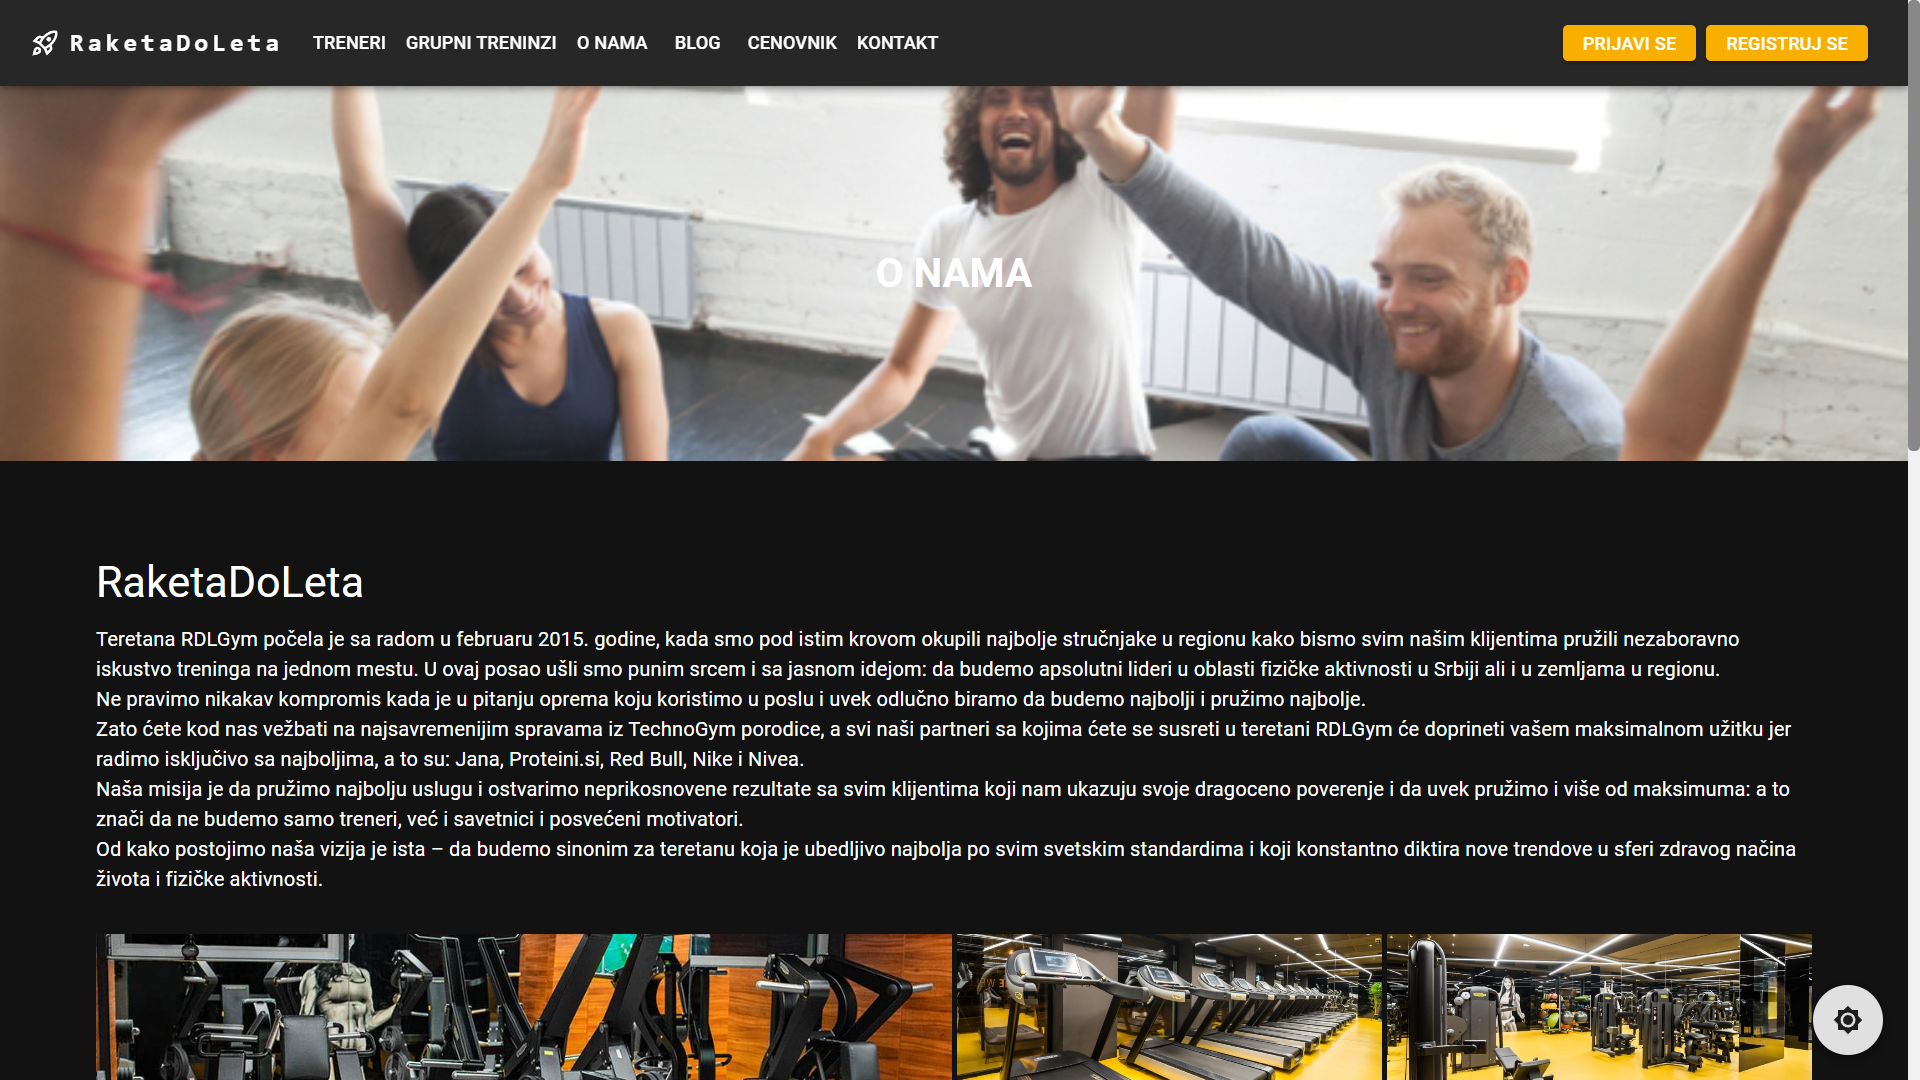 RaketaDoLeta TRENERI GRUPNI TRENINZI O NAMA BLOG CENOVNIK KONTAKT PRIJAVI SE REGISTRUJ SE
O NAMA
RaketaDoLeta
Teretana RDLGym počela je sa radom u februaru 2015. godine, kada smo pod istim krovom okupili najbolje stručnjake u regionu kako bismo svim našim klijentima pružili nezaboravno
iskustvo treninga na jednom mestu. U ovaj posao ušli smo punim srcem i sa jasnom idejom: da budemo apsolutni lideri u oblasti fizičke aktivnosti u Srbiji ali i u zemljama u regionu.
Ne pravimo nikakav kompromis kada je u pitanju oprema koju koristimo u poslu i uvek odlučno biramo da budemo najbolji i pružimo najbolje.
Zato ćete kod nas vežbati na najsavremenijim spravama iz TechnoGym porodice, a svi naši partneri sa kojima ćete se susreti u teretani RDLGym će doprineti vašem maksimalnom užitku jer
radimo isključivo sa najboljima, a to su: Jana, Proteini.si, Red Bull, Nike i Nivea.
Naša misija je da pružimo najbolju uslugu i ostvarimo neprikosnovene rezultate sa svim klijentima koji nam ukazuju svoje dragoceno poverenje i da uvek pružimo i više od maksimuma: a to
znači da ne budemo samo treneri, već i savetnici i posvećeni motivatori.
Od kako postojimo naša vizija je ista – da budemo sinonim za teretanu koja je ubedljivo najbolja po svim svetskim standardima i koji konstantno diktira nove trendove u sferi zdravog načina
života i fizičke aktivnosti.